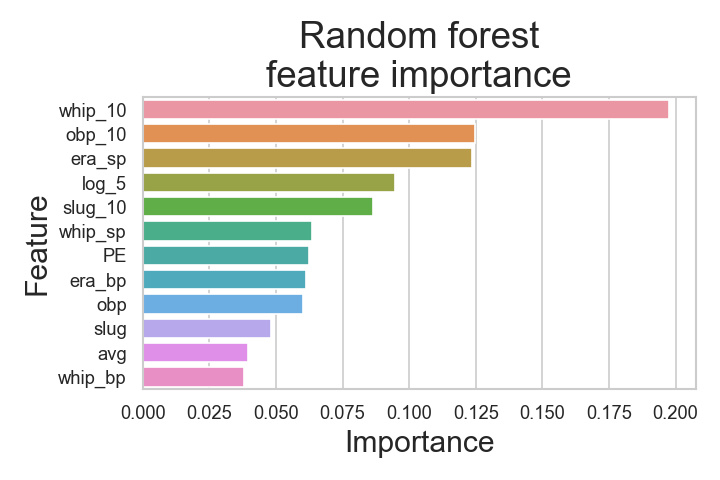 Random forest
feature importance
whip_10
obp_10
era_sp
log_5
slug_10
whip_sp
PE
era_bp
obp
slug
avg
whip_bp
Feature
0.000 0.025 0.050 0.075 0.100 0.125 0.150 0.175 0.200
Importance